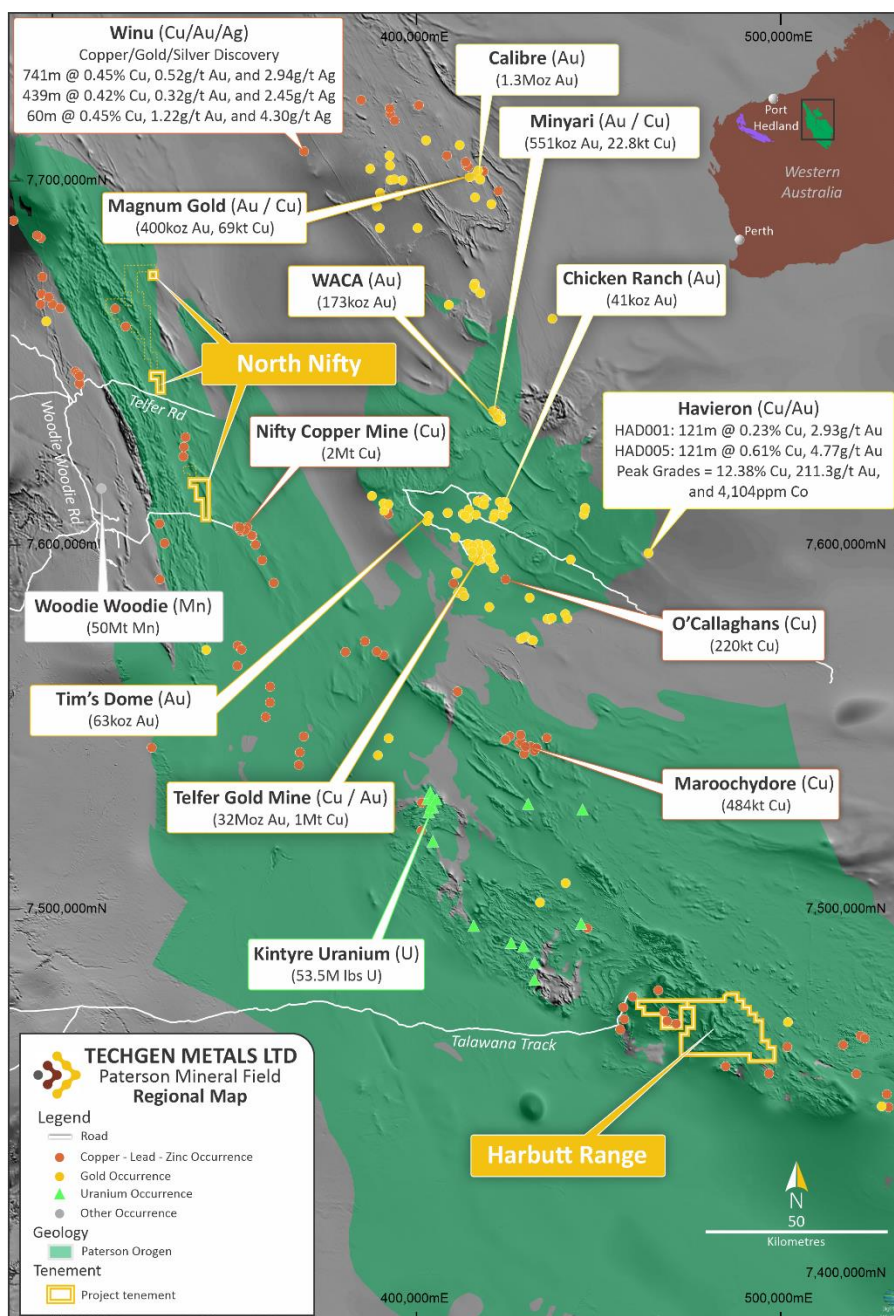 Winu (Cu/Au/Ag)
Copper/Gold/Silver Discovery
741m @ 0.45% Cu, 0.52g/t Au, and 2.94g/t Ag
439m @ 0.42% Cu, 0.32g/t Au, and 2.45g/t Ag
60m @ 0.45% Cu, 1.22g/t Au, and 4.30g/t Ag
400,000mE
500,000mE
Calibre (Au)
(1.3Moz Au)
Minyari (Au / Cu)
(551koz Au, 22.8kt Cu)
Port
Hedland
Western
Australia
Perth
7,700,000mN
7,700,000mN
Magnum Gold (Au / Cu)
(400koz Au, 69kt Cu)
WACA (Au)
(173koz Au)
Chicken Ranch (Au)
(41koz Au)
North Nifty
Telfer Rd
Woodie Woodie Rd
Nifty Copper Mine (Cu)
(2Mt Cu)
Havieron (Cu/Au)
HAD001: 121m @ 0.23% Cu, 2.93g/t Au
HAD005: 121m @ 0.61% Cu, 4.77g/t Au
Peak Grades = 12.38% Cu, 211.3g/t Au,
and 4,104ppm Co
7,600,000mN
7,600,000mN
Woodie Woodie (Mn)
(50Mt Mn)
O'Callaghans (Cu)
(220kt Cu)
Tim's Dome (Au)
(63koz Au)
Telfer Gold Mine (Cu / Au)
(32Moz Au, 1Mt Cu)
Maroochydore (Cu)
(484kt Cu)
7,500,000mN
7,500,000mN
Kintyre Uranium (U)
(53.5M lbs U)
Talawana Track
Harbutt Range
TECHGEN METALS LTD
Paterson Mineral Field
Regional Map
Legend
Road
Copper - Lead - Zinc Occurrence
Gold Occurrence
Uranium Occurrence
Other Occurrence
Geology
Paterson Orogen
Tenement
Project tenement
N
50
Kilometres
7,400,000mN
400,000mE
500,000mE